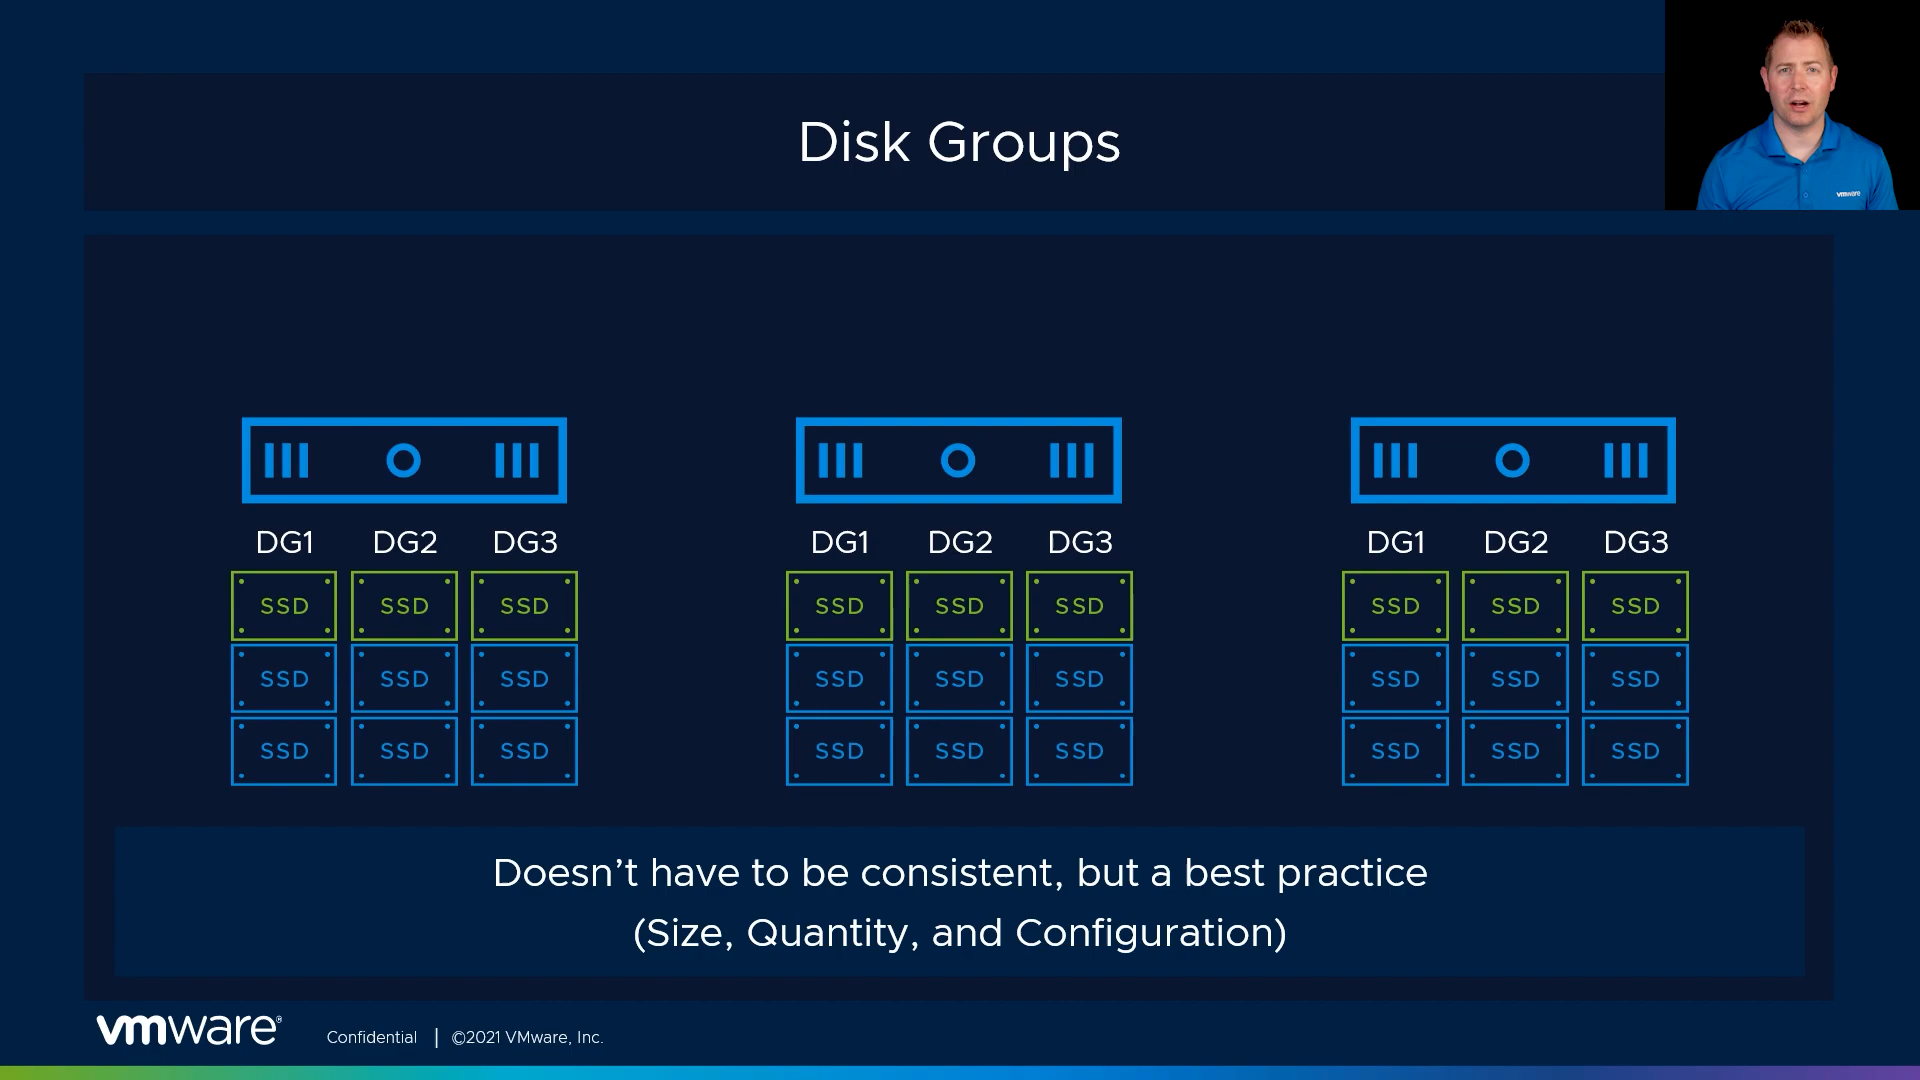 vmware
Disk Groups
DG1 DG2 DG3 DG1 DG2 DG3 DG1 DG2 DG3
SSD SSD SSD SSD SSD SSD SSD SSD SSD
SSD SSD SSD SSD SSD SSD SSD SSD SSD
SSD SSD SSD SSD SSD SSD SSD SSD SSD
Doesn’t have to be consistent, but a best practice
(Size, Quantity, and Configuration)
vmware® Confidential | ©2021 VMware, Inc.